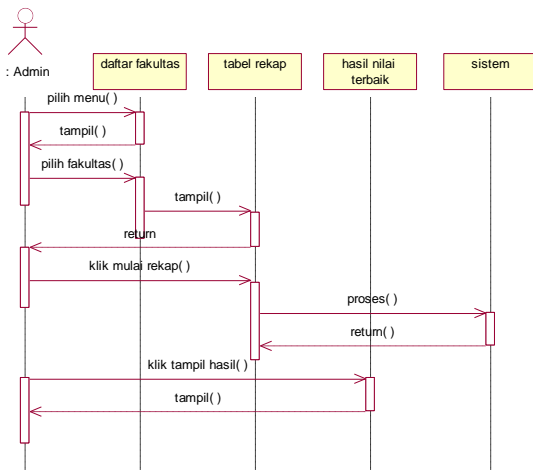 : Admin
daftar fakultas
tabel rekap
hasil nilai
terbaik
sistem
pilih menu( )
tampil( )
pilih fakultas( )
tampil( )
return
klik mulai rekap( )
proses( )
return( )
klik tampil hasil( )
tampil( )